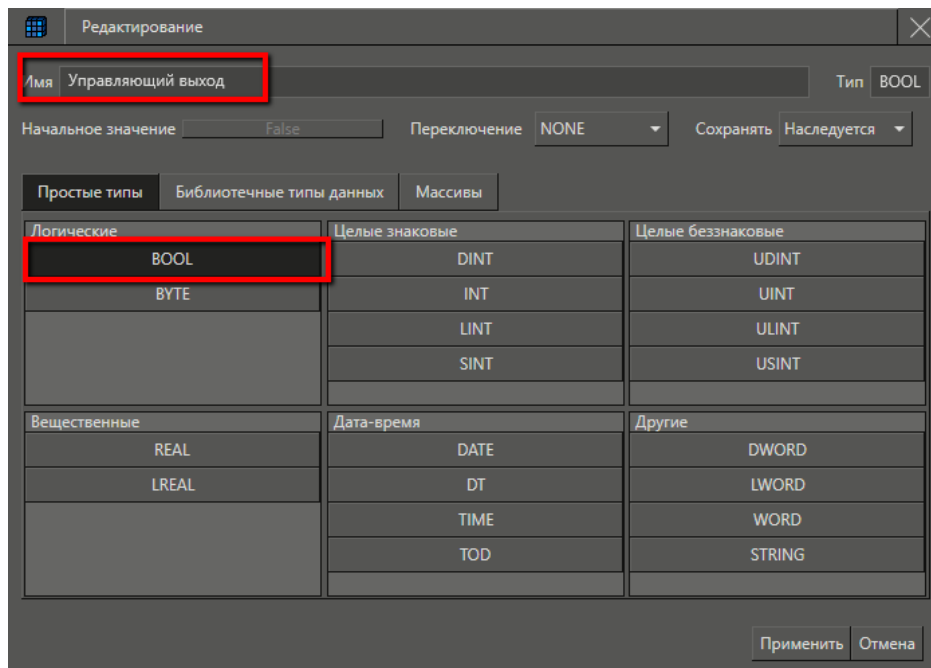 Редактирование
Имя Управляющий выход Тип BOOL
Начальное значение False Переключение NONE Сохранять Наследуется
Простые типы Библиотечные типы данных Массивы
Логические Целые знаковые Целые беззнаковые
BOOL DINT UDINT
BYTE INT UINT
LINT ULINT
SINT USINT
Вещественные Дата-время Другие
REAL DATE DWORD
LREAL DT LWORD
TIME WORD
TOD STRING
Применить Отмена